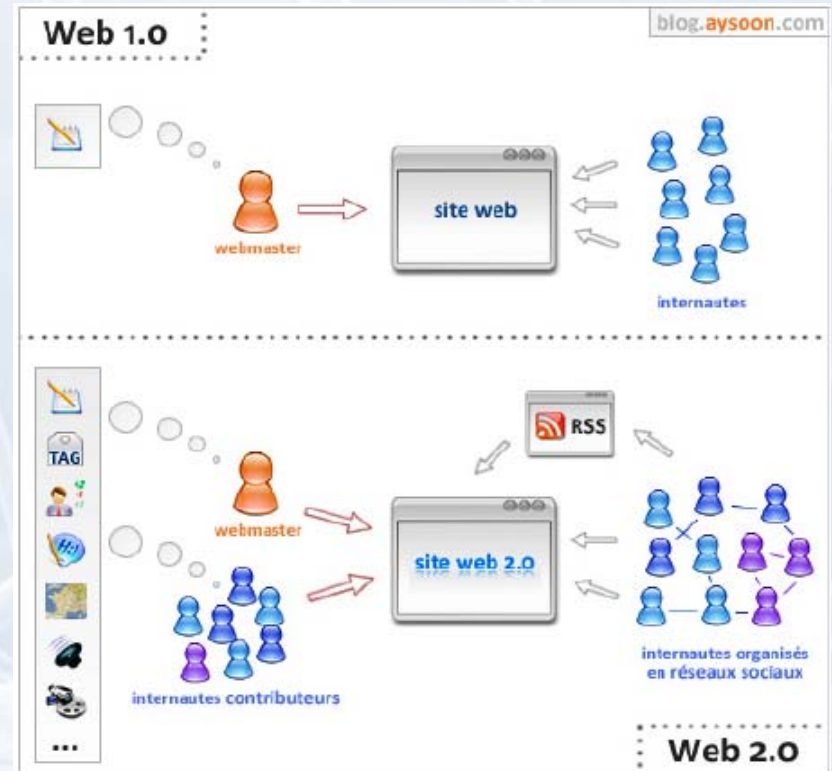 Web 1.0
blog.aysoon.com
site web
webmaster
internautes
TAG
RSS
webmaster
site web 2.0
internautes contributeurs
internautes organisés
en réseaux sociaux
...
Web 2.0